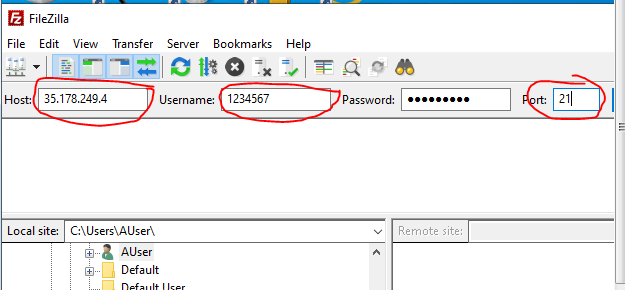 FileZilla
File Edit View Transfer Server Bookmarks Help
Host: 35.178.249.4 Username: 1234567 Password: ●●●●●●●●● Port: 21
Local site: C:\Users\AUser\ Remote site:
AUser
Default
Default User